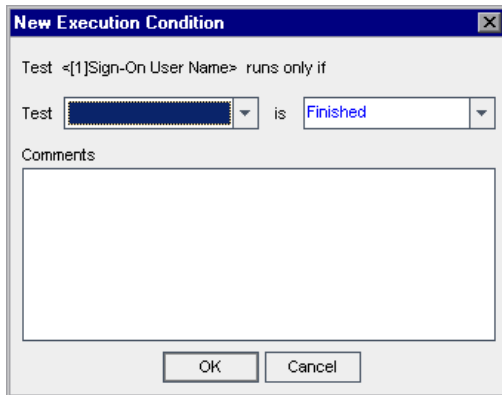 New Execution Condition
Test <[1]Sign-On User Name> runs only if
Test is Finished
Comments
OK Cancel